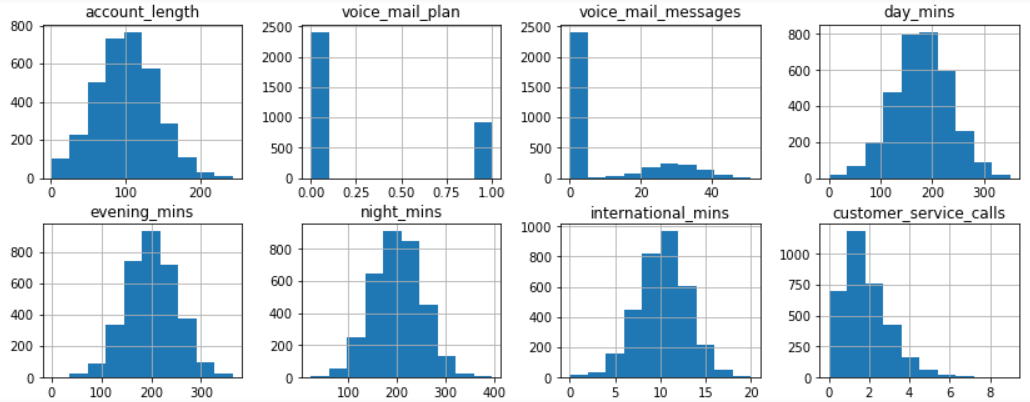 account_length
voice_mail_plan
voice_mail_messages
day_mins
800
600
400
200
0
0 100 200
2500
2000
1500
1000
500
0
0.00 0.25 0.50 0.75 1.00
2500
2000
1500
1000
500
0
0 20 40
800
600
400
200
0
0 100 200 300
evening_mins
night_mins
international_mins
customer_service_calls
800
600
400
200
0
0 100 200 300
800
600
400
200
0
100 200 300 400
1000
800
600
400
200
0
0 5 10 15 20
1000
750
500
250
0
0 2 4 6 8